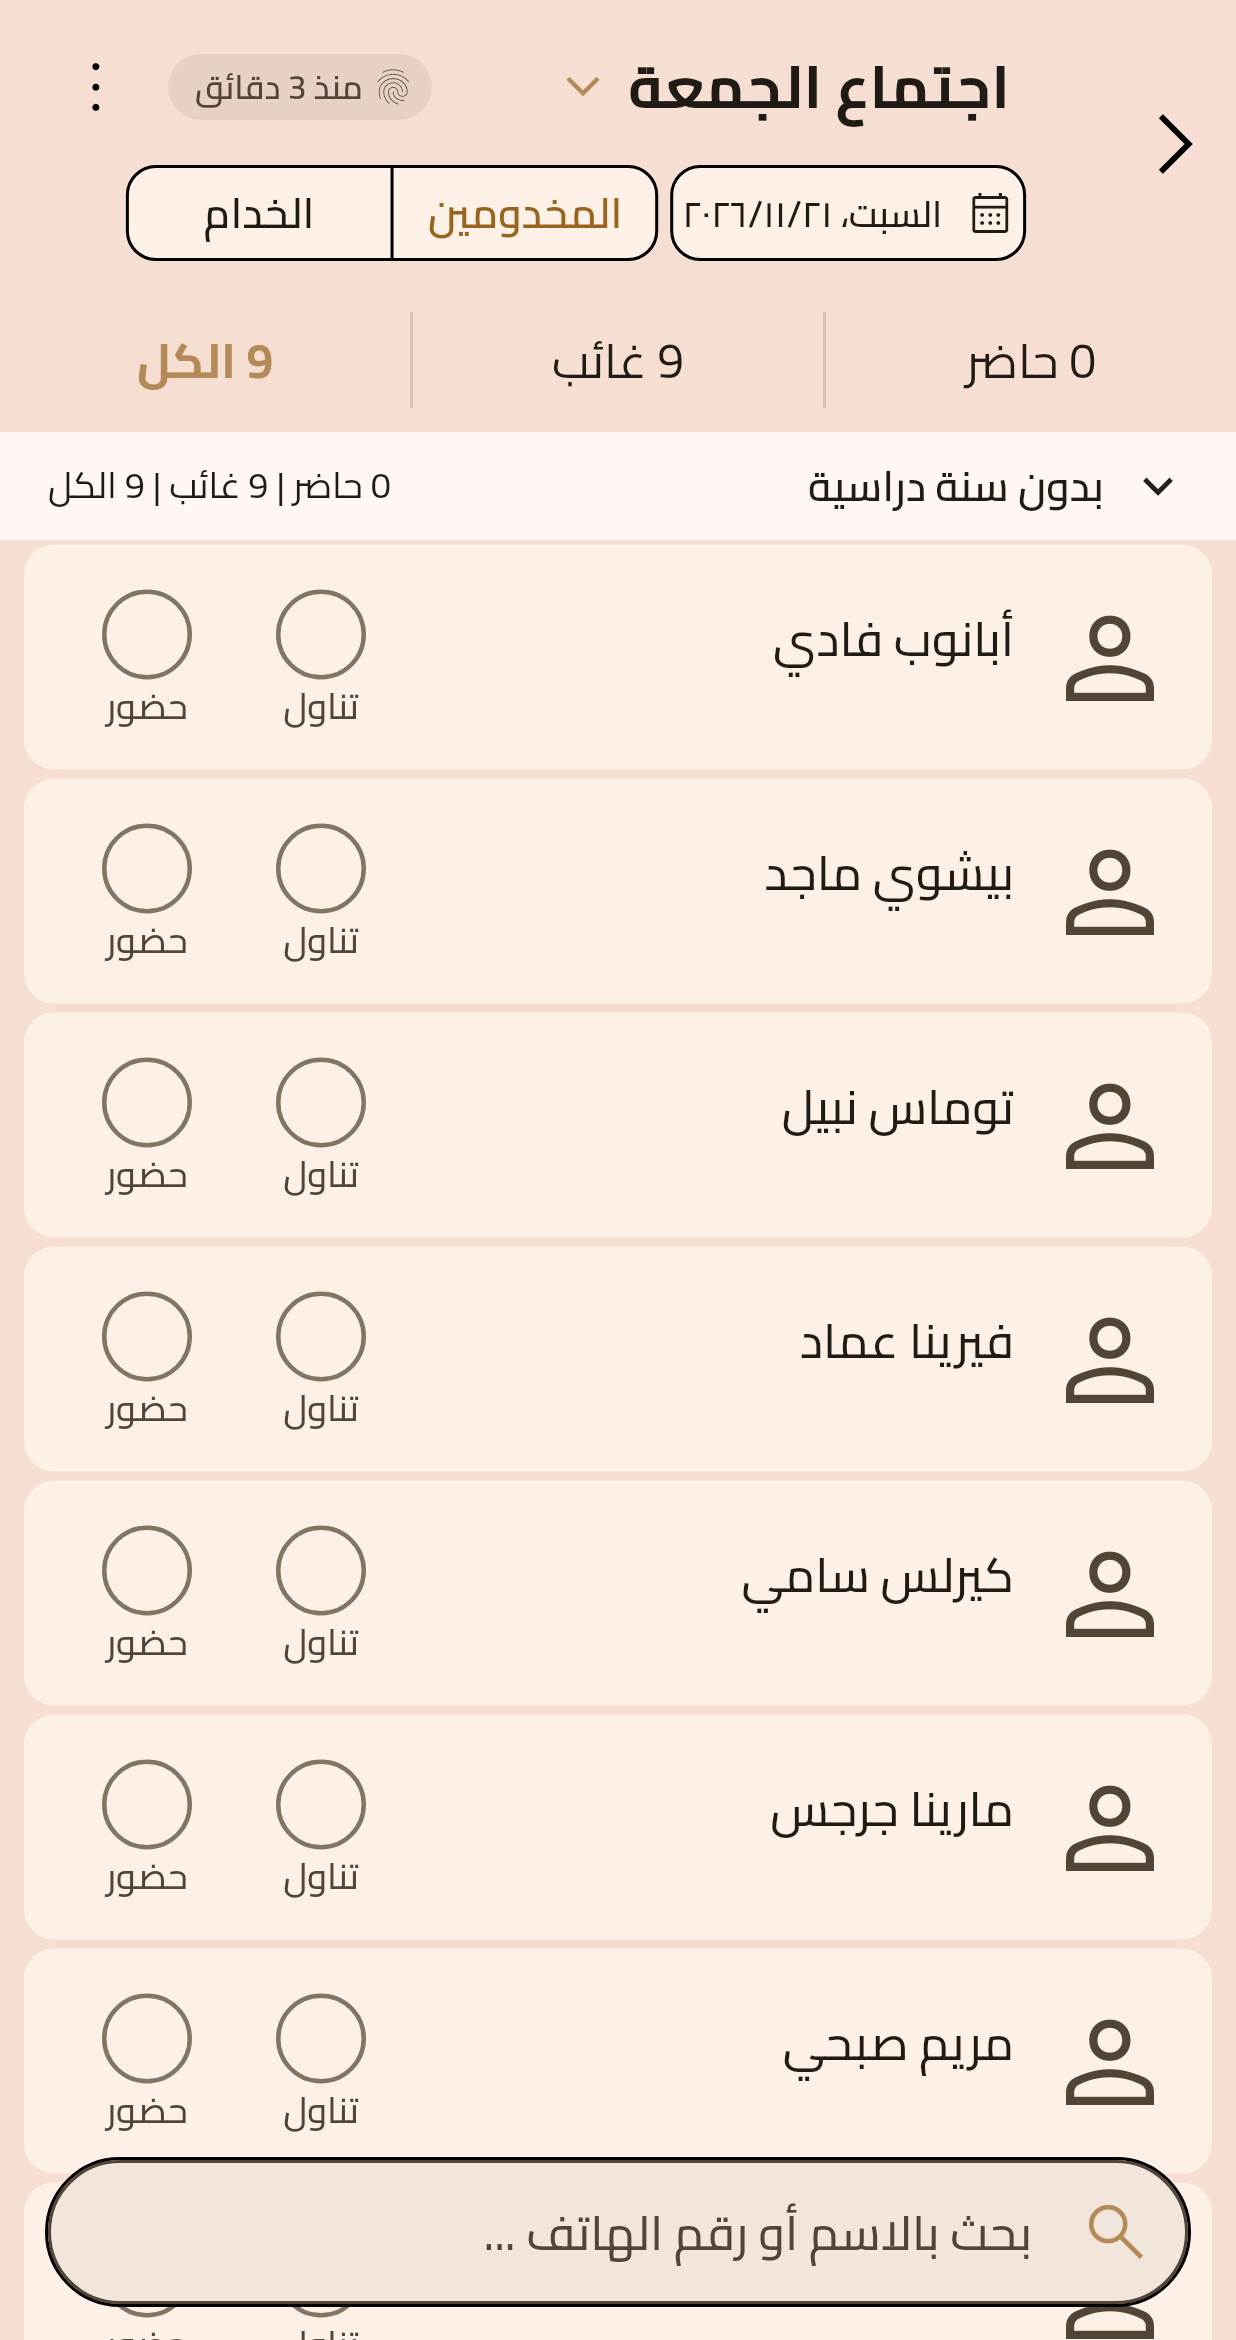 اجتماع الجمعة
منذ 3 دقائق
السبت، ٢٠٢٦/١١/٢١
المخدومين
الخدام
0 حاضر
9 غائب
9 الكل
بدون سنة دراسية
0 حاضر | 9 غائب | 9 الكل
أبانوب فادي
تناول
حضور
بيشوي ماجد
تناول
حضور
توماس نبيل
تناول
حضور
فيرينا عماد
تناول
حضور
كيرلس سامي
تناول
حضور
مارينا جرجس
تناول
حضور
مريم صبحي
تناول
حضور
بحث بالاسم أو رقم الهاتف ...